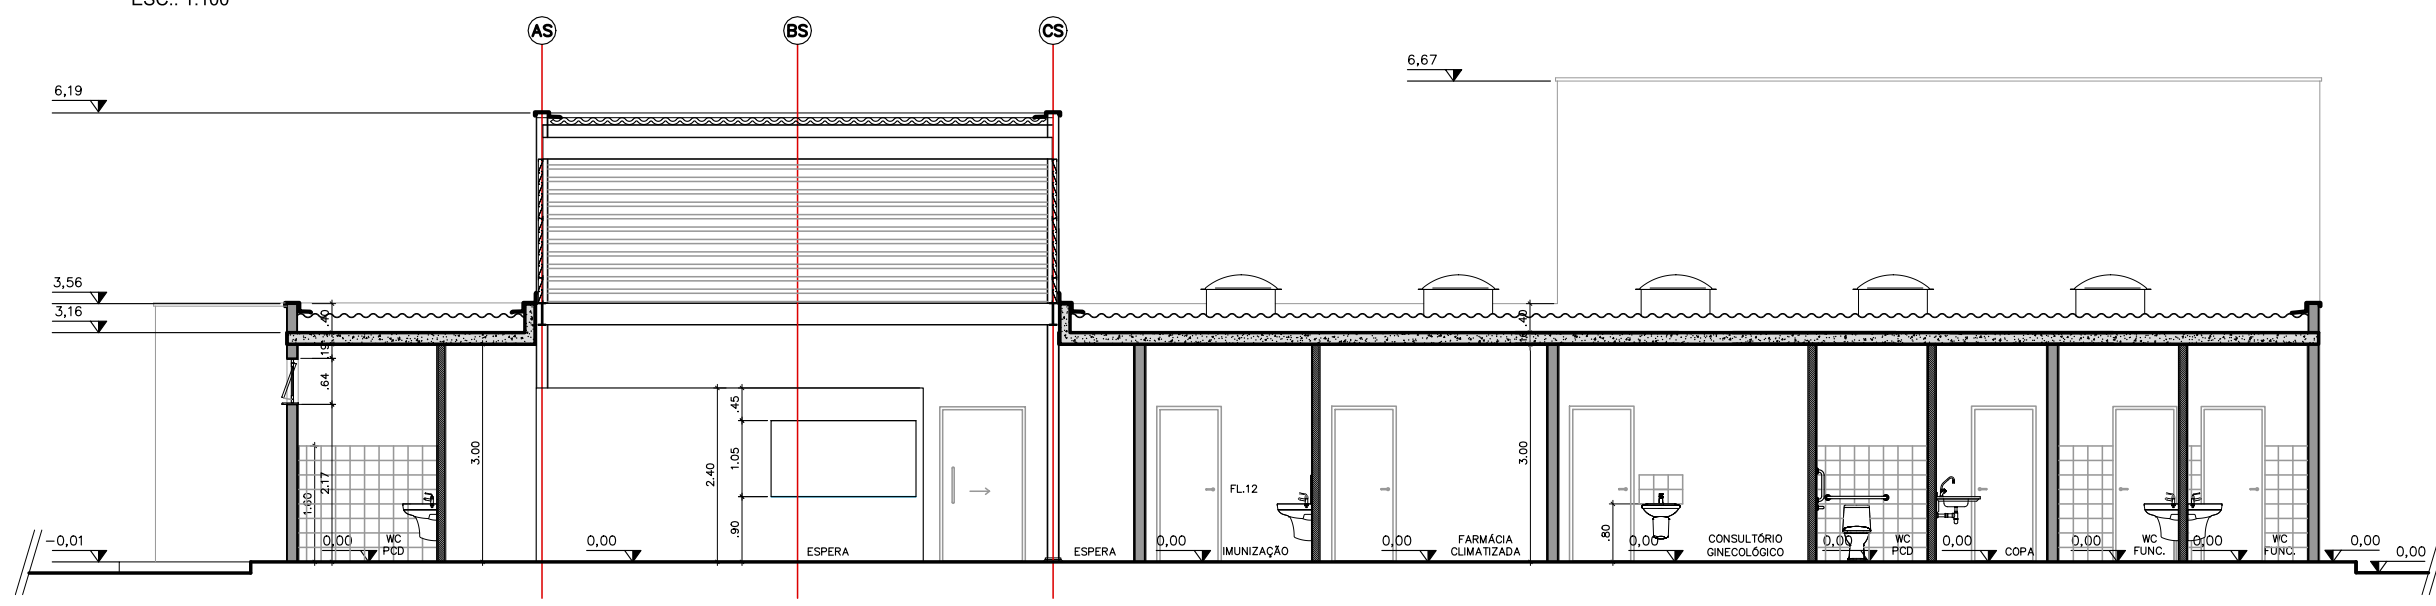 ESC.: 1:100
AS
BS
CS
6,67
6,19
3,56
3,16
.40
.19
.64
2.17
1.60
3.00
2.40
.45
1.05
.90
.40
3.00
.80
FL.12
-0,01
0,00
WC
PCD
0,00
ESPERA
ESPERA
0,00
IMUNIZAÇÃO
0,00
FARMÁCIA
CLIMATIZADA
0,00
CONSULTÓRIO
GINECOLÓGICO
0,00
WC
PCD
0,00
COPA
0,00
WC
FUNC.
0,00
WC
FUNC.
0,00
0,00